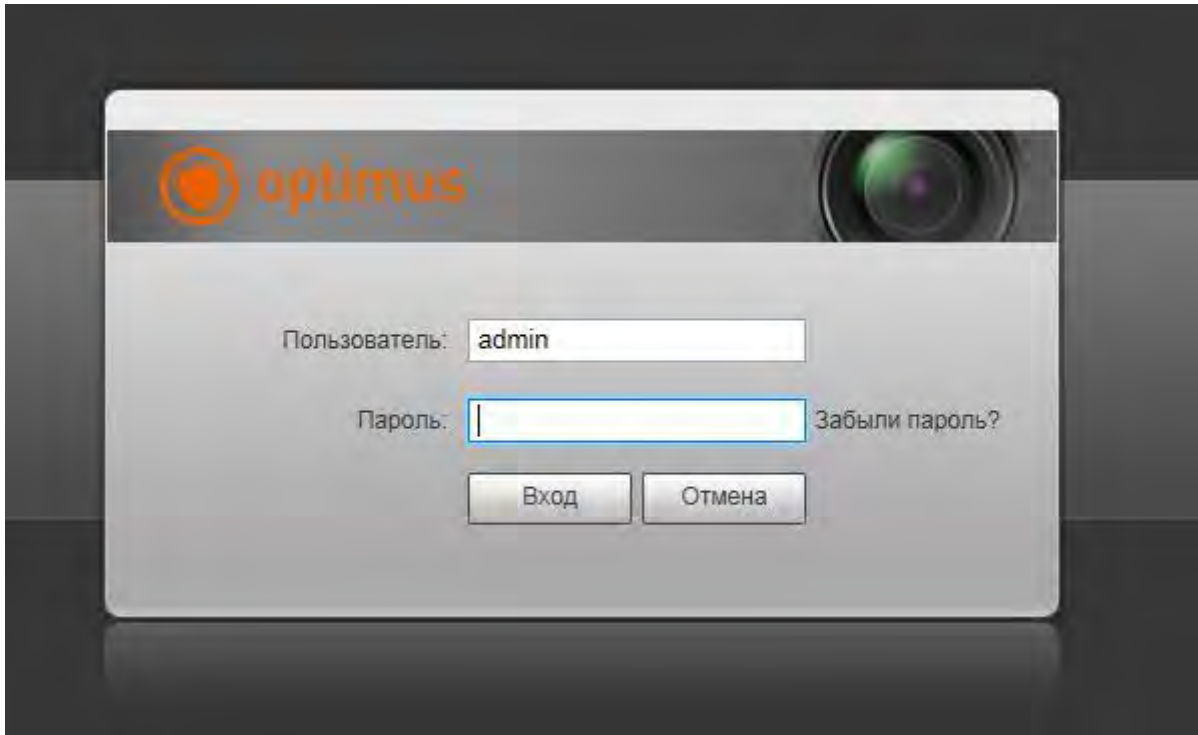 optimus
Пользователь: admin
Пароль: Забыли пароль?
Вход Отмена